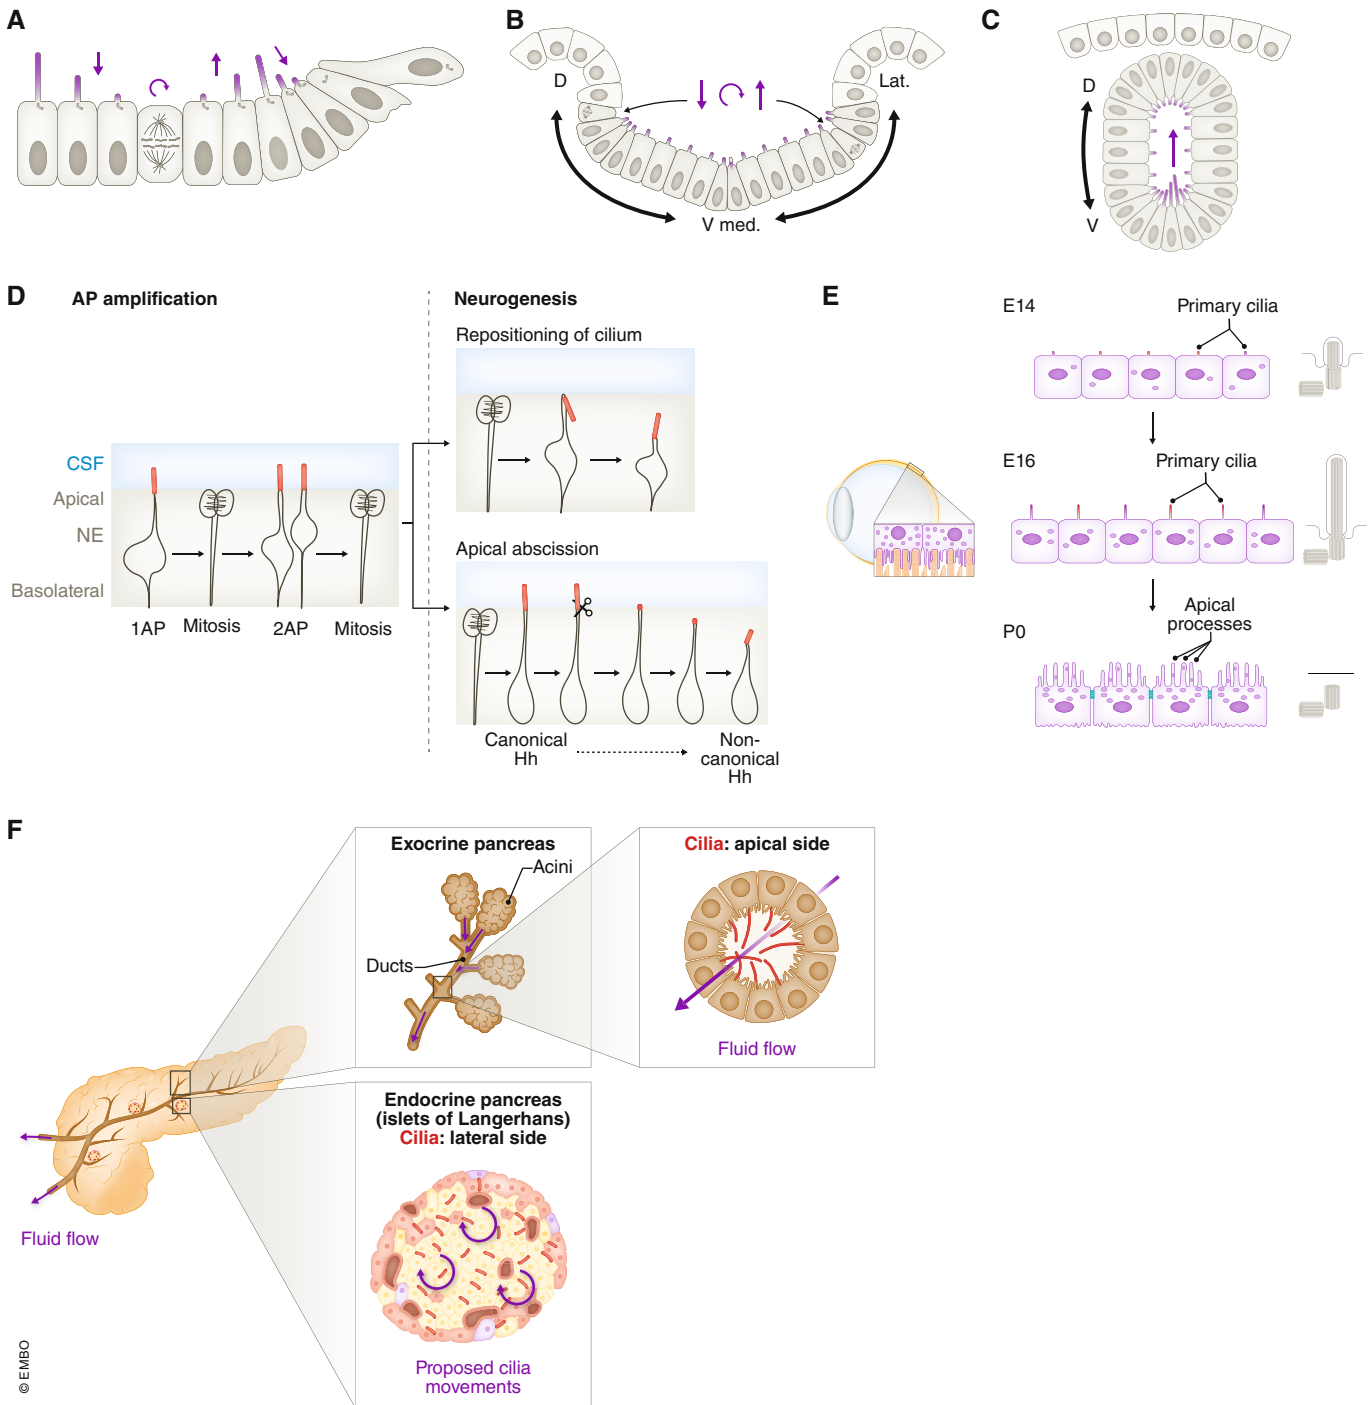 A
B
D
Lat.
V med.
C
D
V
D
AP amplification
Neurogenesis
Repositioning of cilium
CSF
Apical
NE
Basolateral
1AP
Mitosis
2AP
Mitosis
Apical abscission
Canonical
Hh
Non-
canonical
Hh
E
E14
Primary cilia
E16
Primary cilia
P0
Apical
processes
F
Exocrine pancreas
Acini
Ducts
Cilia: apical side
Fluid flow
Endocrine pancreas
(islets of Langerhans)
Cilia: lateral side
Proposed cilia
movements
Fluid flow
© EMBO